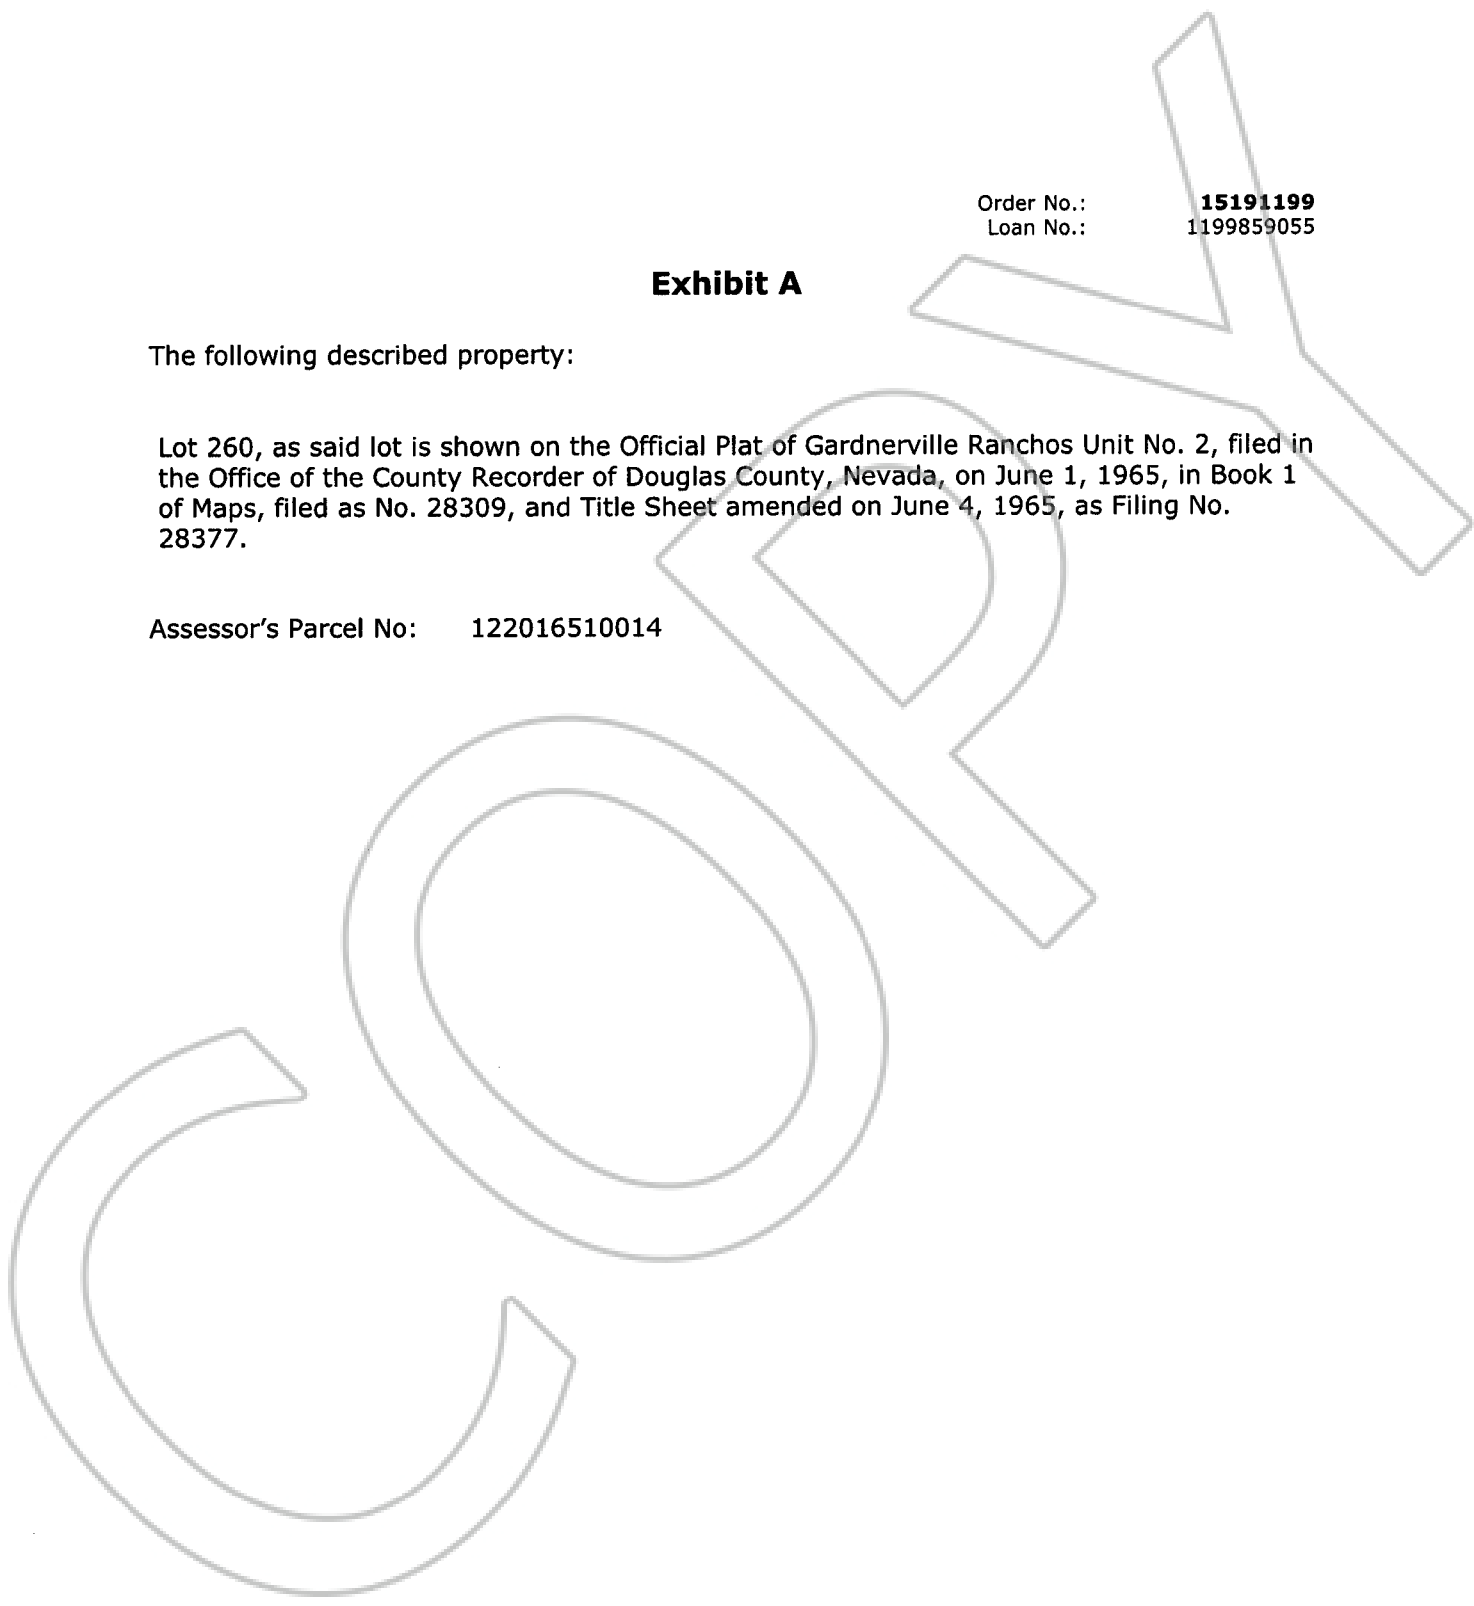 Order No.: 15191199
Loan No.: 1199859055
Exhibit A
The following described property:
Lot 260, as said lot is shown on the Official Plat of Gardnerville Ranchos Unit No. 2, filed in
the Office of the County Recorder of Douglas County, Nevada, on June 1, 1965, in Book 1
of Maps, filed as No. 28309, and Title Sheet amended on June 4, 1965, as Filing No.
28377.
Assessor's Parcel No: 122016510014
COPY